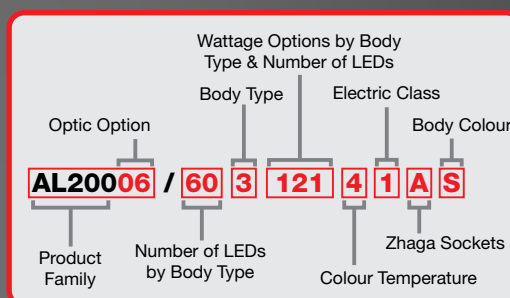 Wattage Options by Body
Type & Number of LEDs
Body Type
Electric Class
Optic Option
Body Colour
AL20006 / 60 3 121 4 1 A S
Product
Family
Number of LEDs
by Body Type
Zhaga Sockets
Colour Temperature